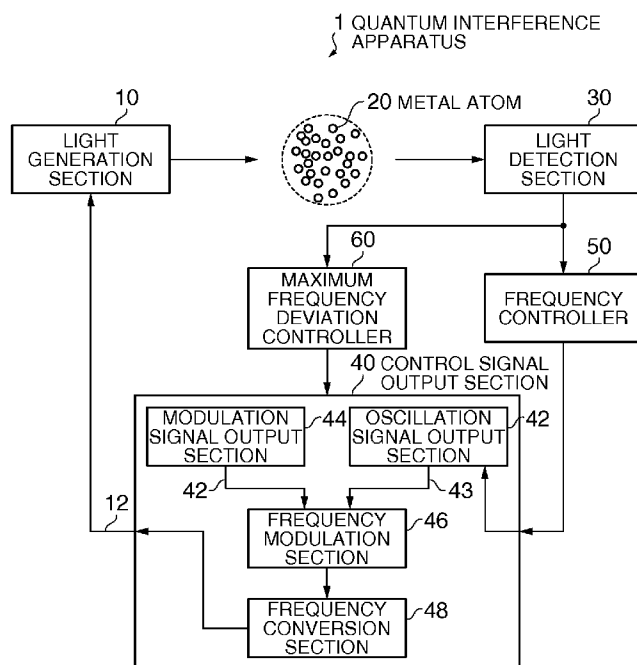 1 QUANTUM INTERFERENCE
APPARATUS
10
20 METAL ATOM
30
LIGHT
GENERATION
SECTION
LIGHT
DETECTION
SECTION
60
50
MAXIMUM
FREQUENCY
DEVIATION
CONTROLLER
FREQUENCY
CONTROLLER
40 CONTROL SIGNAL
OUTPUT SECTION
MODULATION
SIGNAL OUTPUT
SECTION
44
OSCILLATION
SIGNAL OUTPUT
SECTION
42
42
43
12
FREQUENCY
MODULATION
SECTION
46
FREQUENCY
CONVERSION
SECTION
48